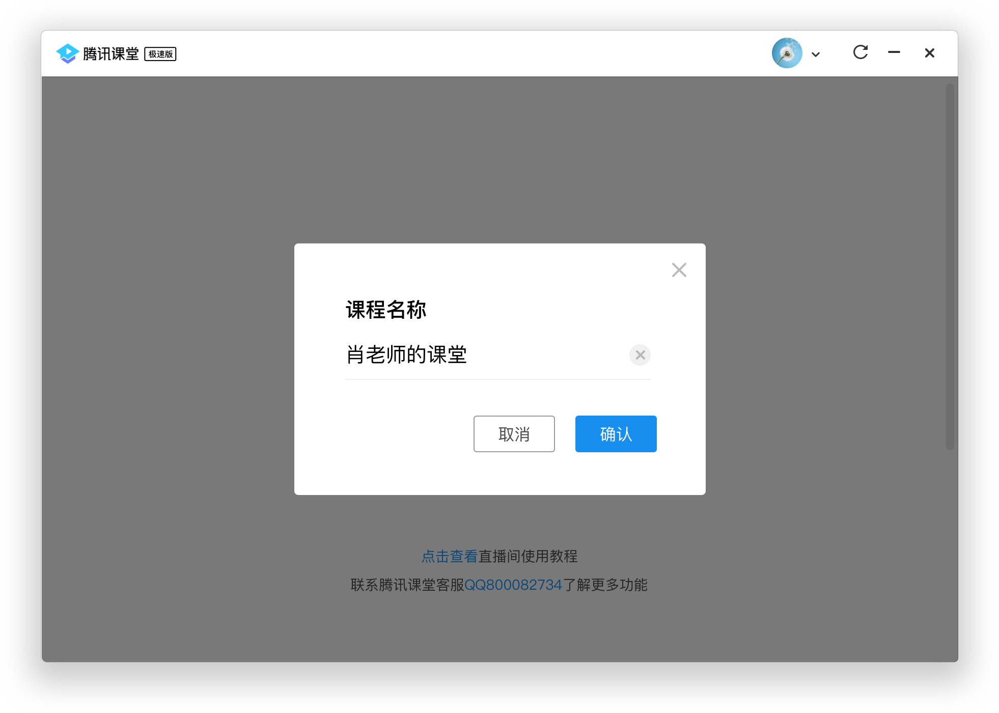 腾讯课堂 极速版
课程名称
肖老师的课堂
取消 确认
点击查看直播间使用教程
联系腾讯课堂客服QQ800082734了解更多功能